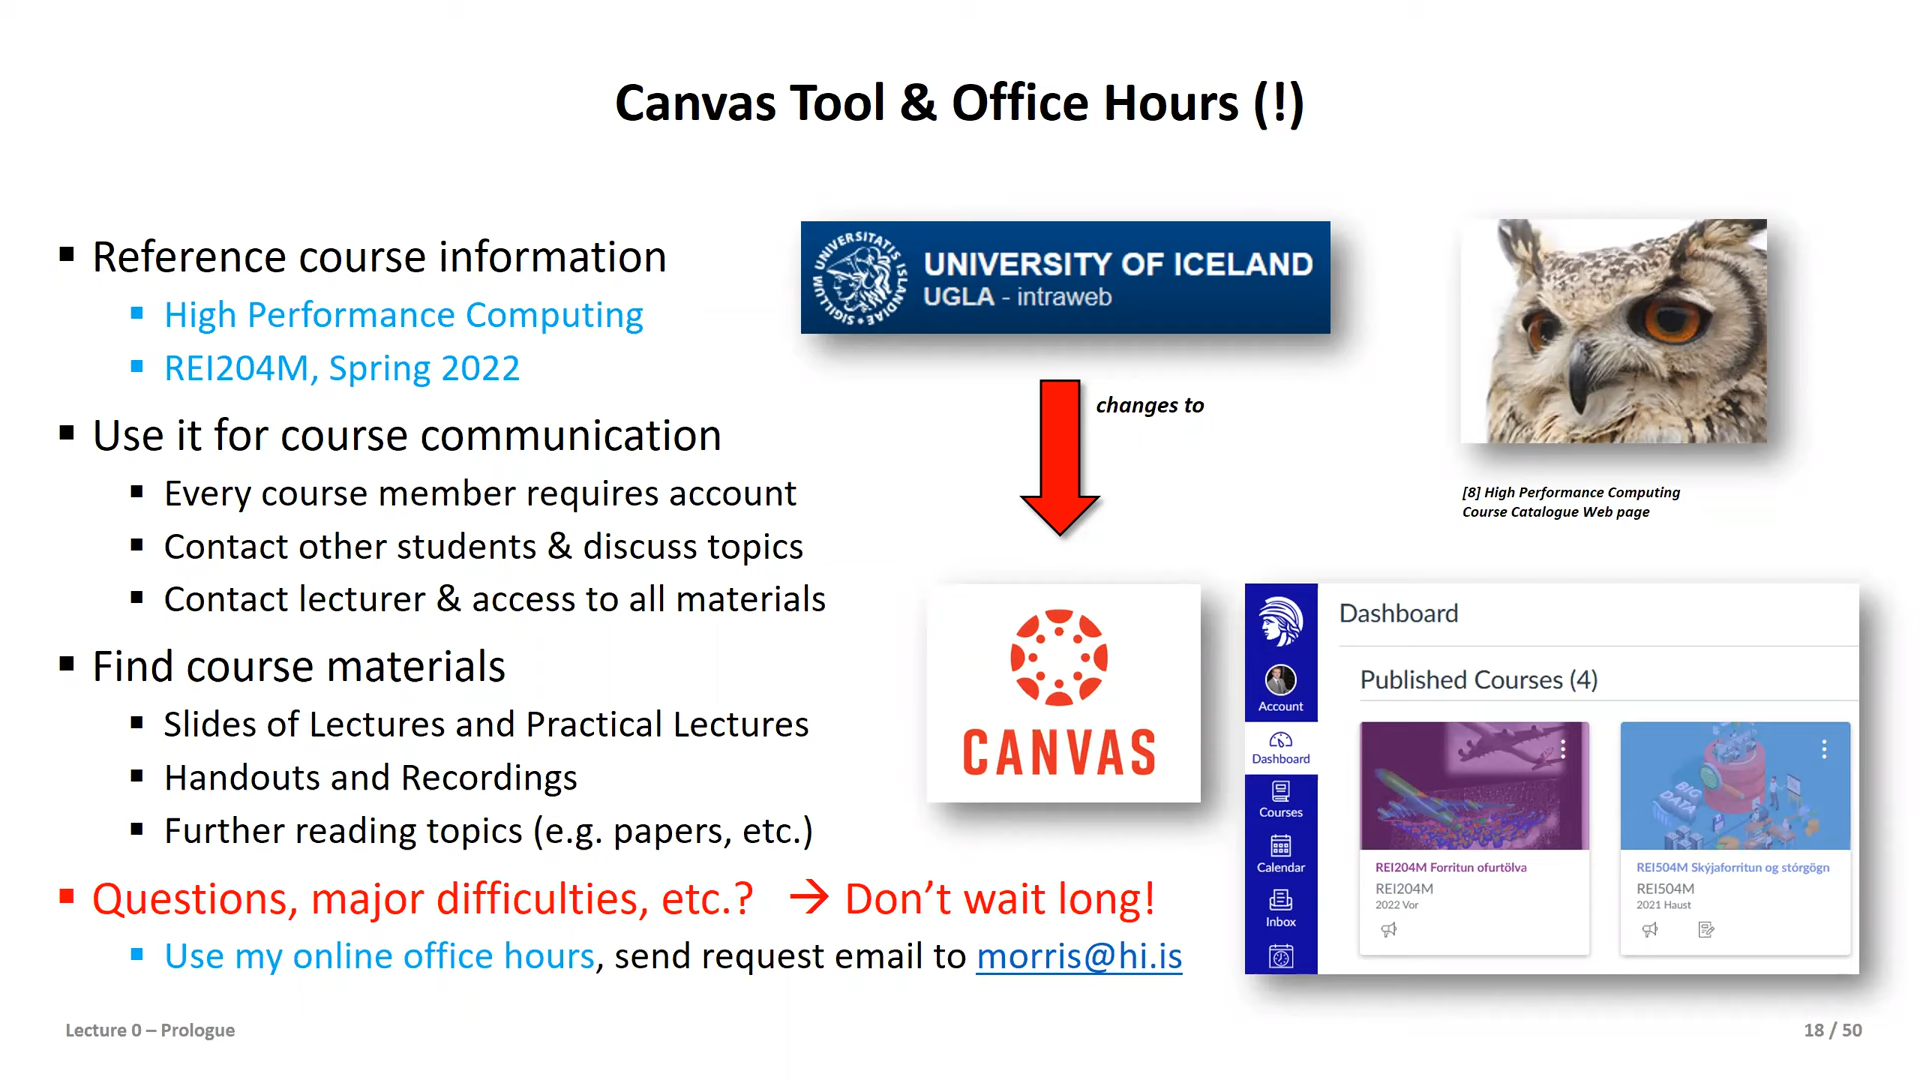 Canvas Tool & Office Hours (!)
Reference course information
High Performance Computing
REI204M, Spring 2022
Use it for course communication
Every course member requires account
Contact other students & discuss topics
Contact lecturer & access to all materials
Find course materials
Slides of Lectures and Practical Lectures
Handouts and Recordings
Further reading topics (e.g. papers, etc.)
Questions, major difficulties, etc.? → Don’t wait long!
Use my online office hours, send request email to morris@hi.is
SIGILLUM UNIVERSITATIS ISLANDIAE
UNIVERSITY OF ICELAND
UGLA - intraweb
changes to
[8] High Performance Computing
Course Catalogue Web page
CANVAS
Account
Dashboard
Courses
Calendar
Inbox
Dashboard
Published Courses (4)
REI204M Forritun ofurtölva
REI204M
2022 Vor
BIG
DATA
REI504M Skýjaforritun og stórgögn
REI504M
2021 Haust
Lecture 0 – Prologue
18 / 50